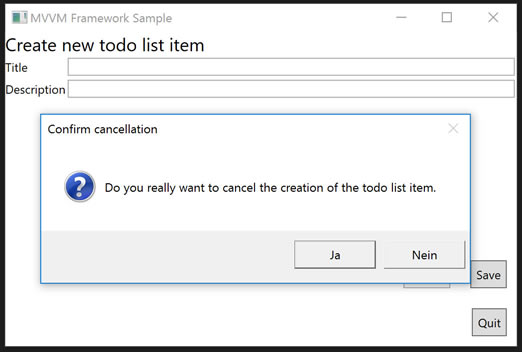 MVVM Framework Sample
Create new todo list item
Title
Description
Confirm cancellation
Do you really want to cancel the creation of the todo list item.
Ja
Nein
Save
Quit